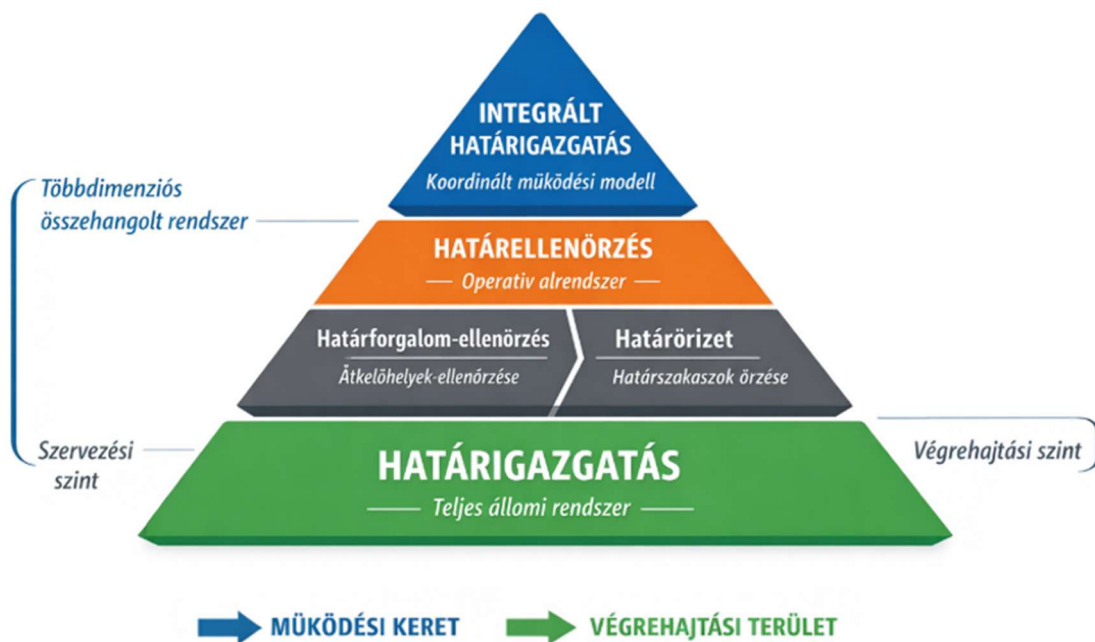 INTEGRÁLT
HATÁRIGAZGATÁS
Koordinált müködési modell
Többdimenziós
összehangolt rendszer
HATÁRELLENÖRZÉS
Operativ alrendszer
Határforgalom-ellenörzés
Átkelöhelyek-ellenörzése
Határörizet
Határszakaszok örzése
Szervezési
szint
HATÁRIGAZGATÁS
Teljes állomi rendszer
Végrehajtási szint
MÜKÖDÉSI KERET
VÉGREHAJTÁSI TERÜLET